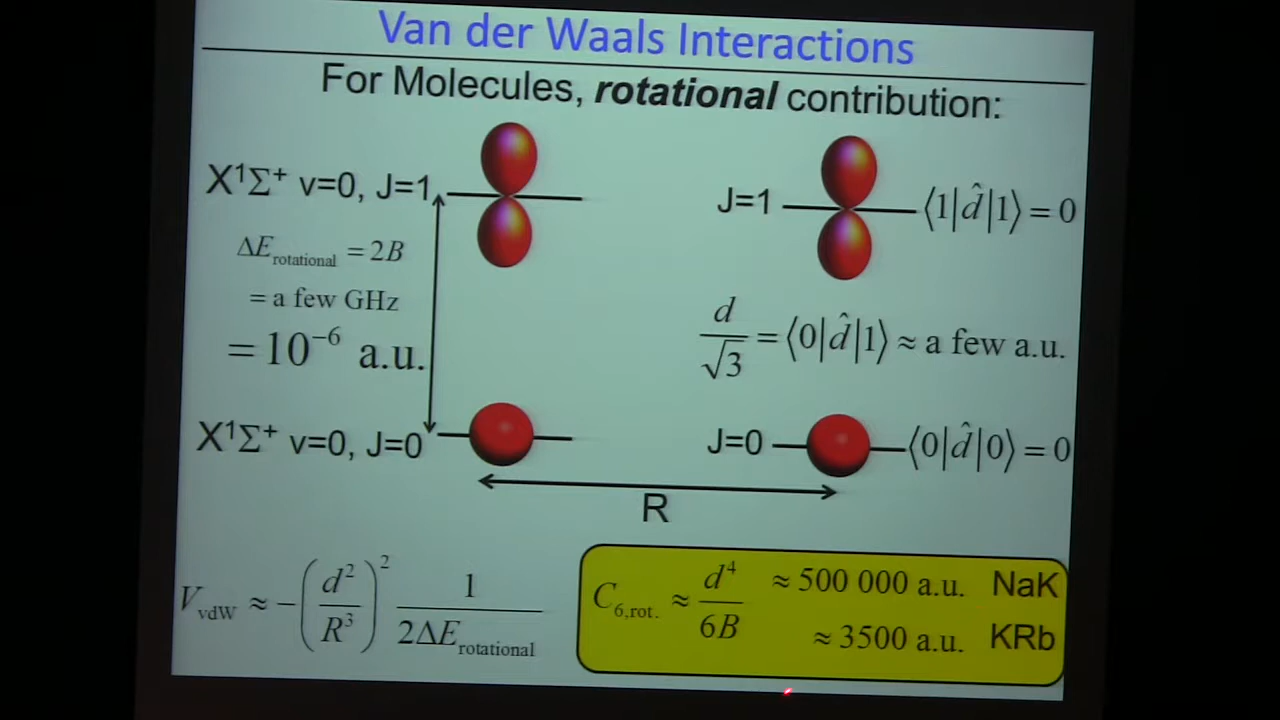 Van der Waals Interactions
For Molecules, rotational contribution:
X¹Σ⁺ v=0, J=1
J=1
⟨1|d̂|1⟩ = 0
ΔE_rotational = 2B
= a few GHz
= 10⁻⁶ a.u.
d/√3 = ⟨0|d̂|1⟩ ≈ a few a.u.
X¹Σ⁺ v=0, J=0
J=0
⟨0|d̂|0⟩ = 0
R
V_vdW ≈ −(d²/R³)² 1/(2ΔE_rotational)
C_6,rot. ≈ d⁴/6B ≈ 500 000 a.u. NaK
≈ 3500 a.u. KRb